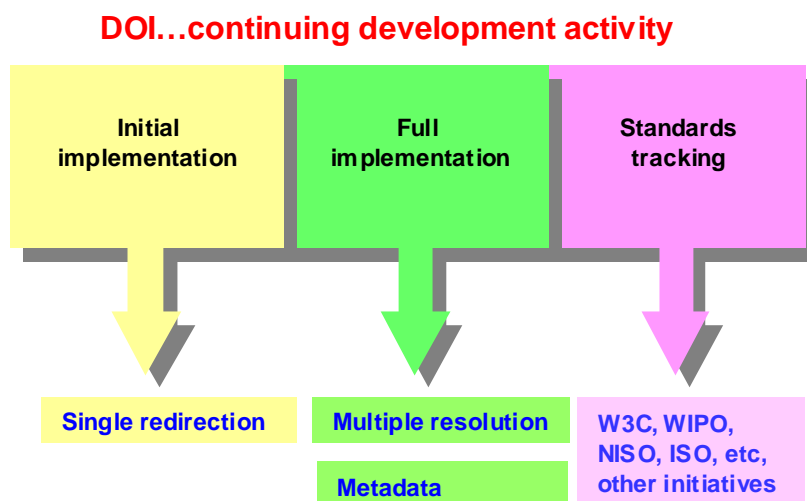 DOI…continuing development activity
Initial
implementation
Full
implementation
Standards
tracking
Single redirection
Multiple resolution
Metadata
W3C, WIPO,
NISO, ISO, etc,
other initiatives